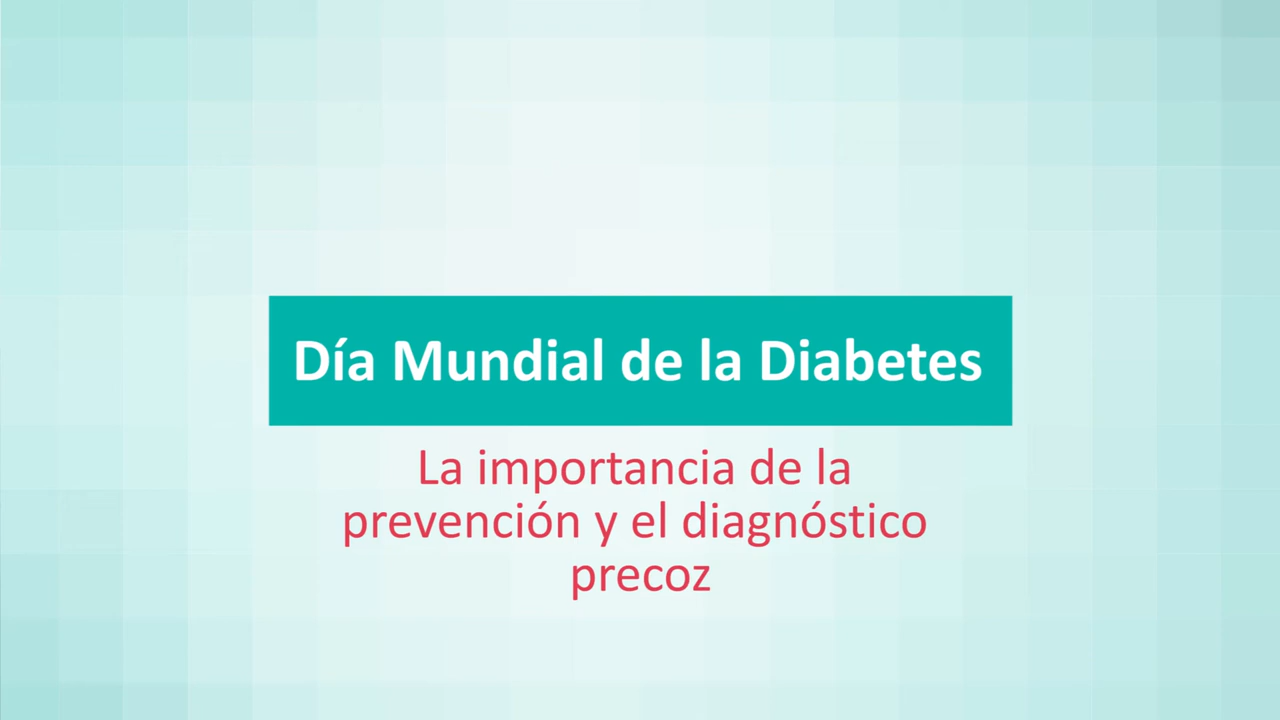 Día Mundial de la Diabetes
La importancia de la
prevención y el diagnóstico
precoz